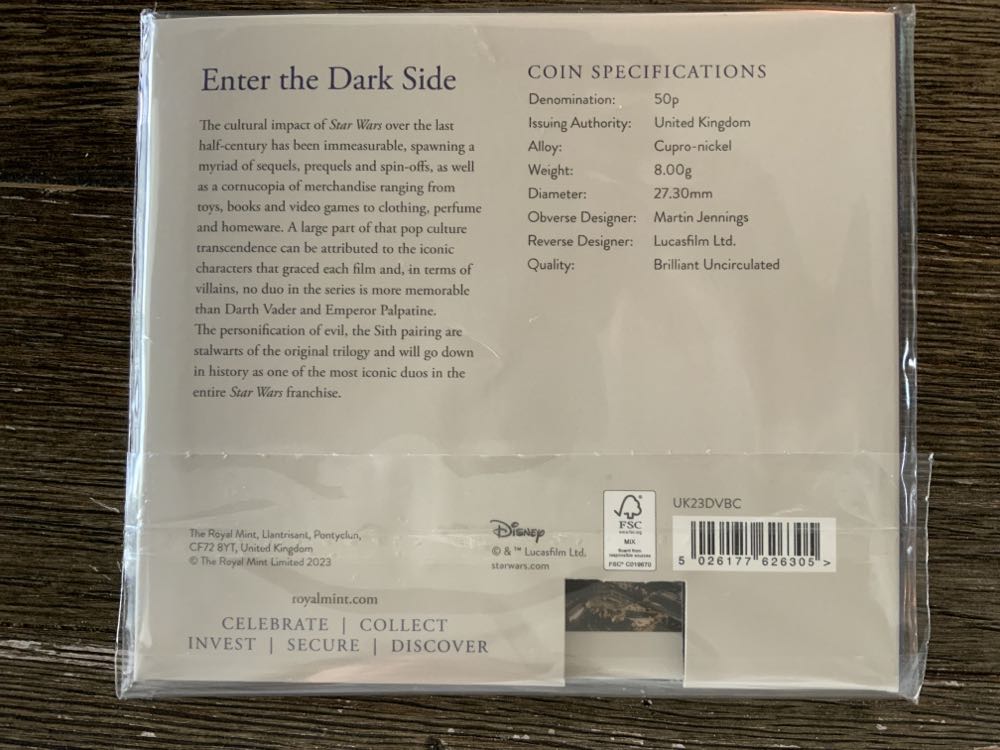 Enter the Dark Side
The cultural impact of Star Wars over the last
half-century has been immeasurable, spawning a
myriad of sequels, prequels and spin-offs, as well
as a cornucopia of merchandise ranging from
toys, books and video games to clothing, perfume
and homeware. A large part of that pop culture
transcendence can be attributed to the iconic
characters that graced each film and, in terms of
villains, no duo in the series is more memorable
than Darth Vader and Emperor Palpatine.
The personification of evil, the Sith pairing are
stalwarts of the original trilogy and will go down
in history as one of the most iconic duos in the
entire Star Wars franchise.
COIN SPECIFICATIONS
Denomination: 50p
Issuing Authority: United Kingdom
Alloy: Cupro-nickel
Weight: 8.00g
Diameter: 27.30mm
Obverse Designer: Martin Jennings
Reverse Designer: Lucasfilm Ltd.
Quality: Brilliant Uncirculated
The Royal Mint, Llantrisant, Pontyclun,
CF72 8YT, United Kingdom
© The Royal Mint Limited 2023
royalmint.com
CELEBRATE | COLLECT
INVEST | SECURE | DISCOVER
Disney
© & ™ Lucasfilm Ltd.
starwars.com
FSC
www.fsc.org
MIX
Board from
responsible sources
FSC® C019670
UK23DVBC
5 026177 626305 >